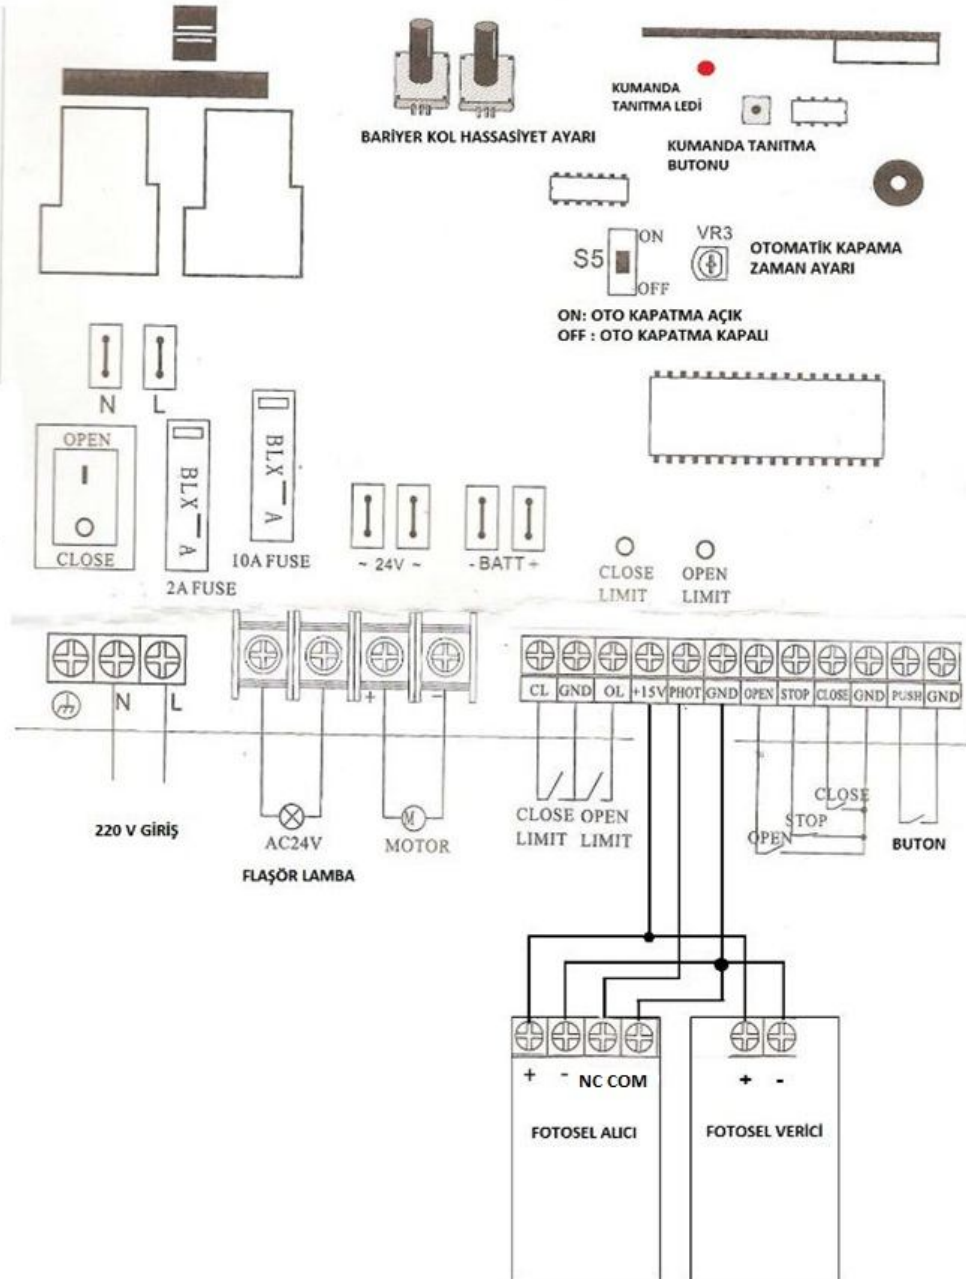 BARİYER KOL HASSASİYET AYARI
KUMANDA
TANITMA LEDİ
KUMANDA TANITMA
BUTONU
S5
ON
OFF
VR3
OTOMATİK KAPAMA
ZAMAN AYARI
ON: OTO KAPATMA AÇIK
OFF : OTO KAPATMA KAPALI
N L
OPEN
CLOSE
BLX A
2A FUSE
BLX A
10A FUSE
~ 24V ~
- BATT +
CLOSE
LIMIT
OPEN
LIMIT
N L
220 V GİRİŞ
+ -
AC24V
FLAŞÖR LAMBA
M
MOTOR
CL GND OL +15V PHOT GND OPEN STOP CLOSE GND PUSH GND
CLOSE OPEN
LIMIT LIMIT
CLOSE
STOP
OPEN
BUTON
+ - NC COM
FOTOSEL ALICI
+ -
FOTOSEL VERİCİ